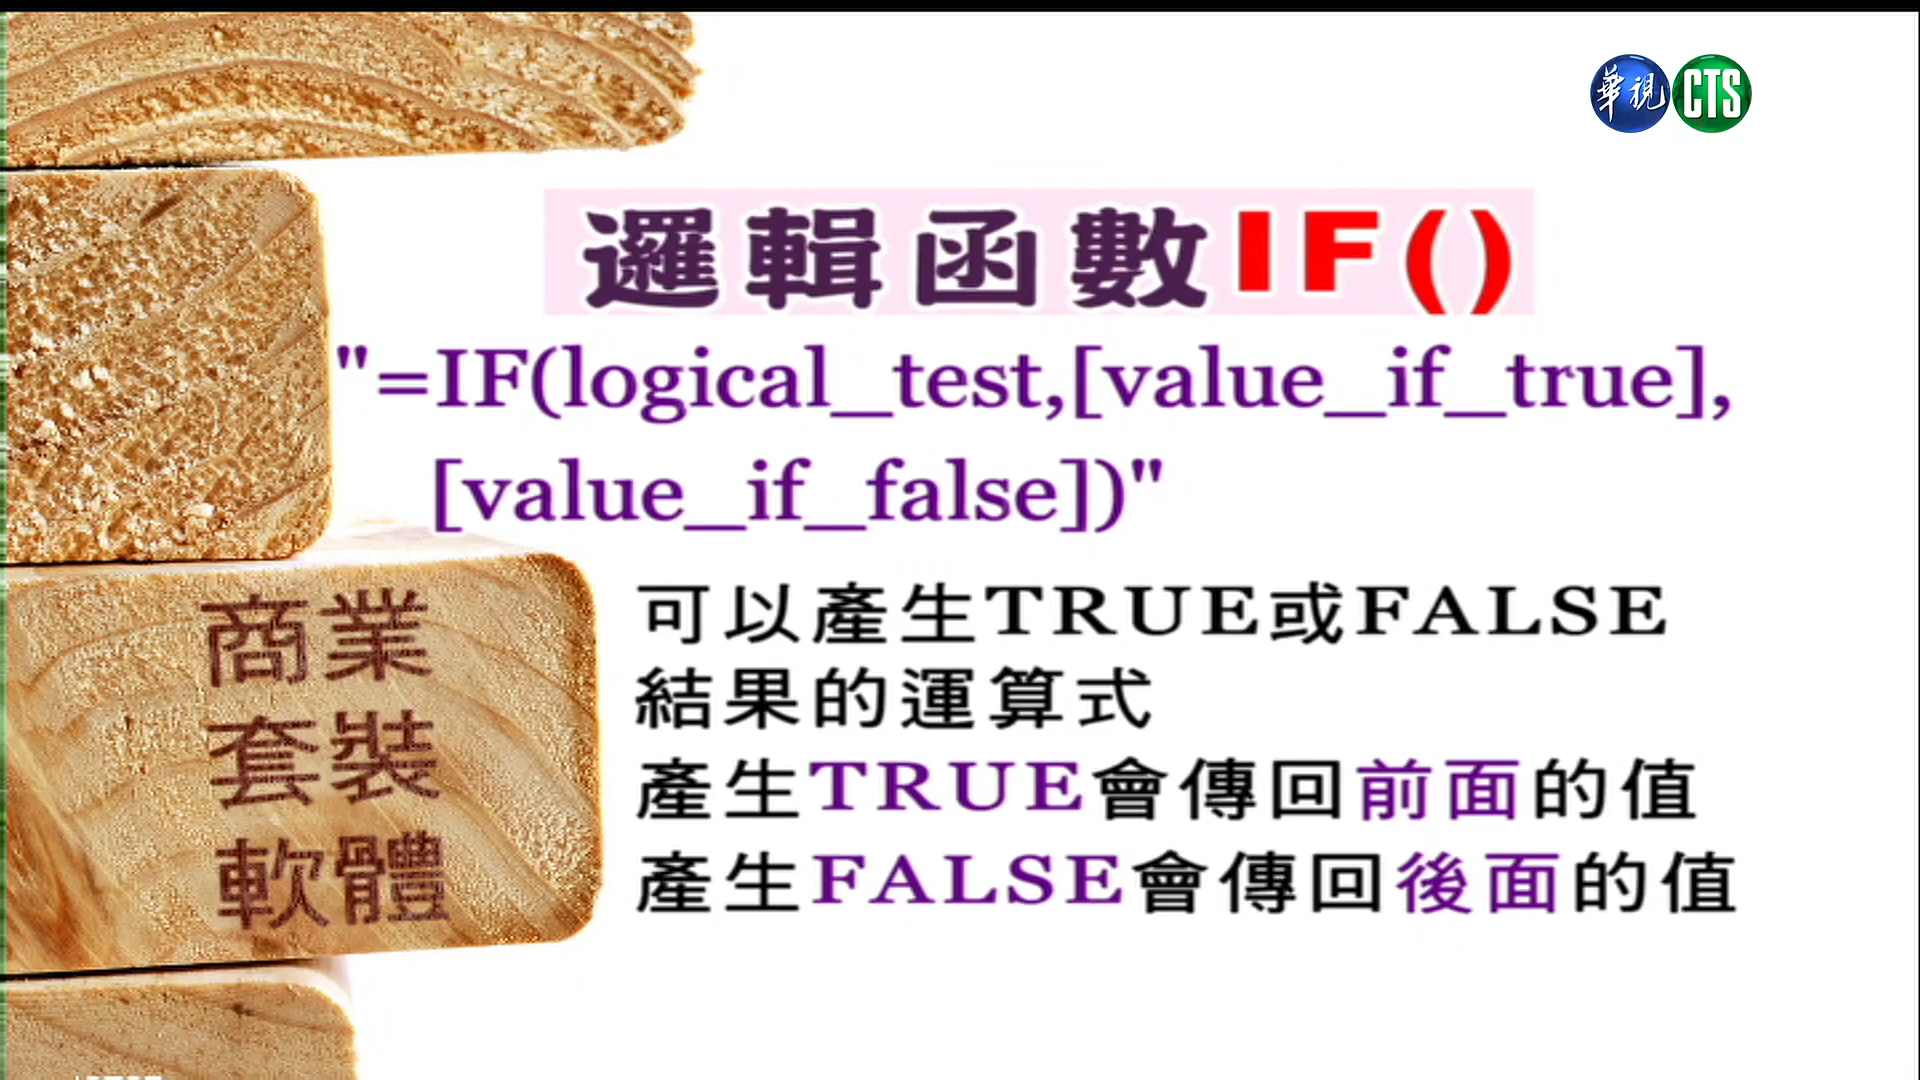 華視 CTS
邏輯函數IF()
"=IF(logical_test,[value_if_true],
[value_if_false])"
可以產生TRUE或FALSE
結果的運算式
產生TRUE會傳回前面的值
產生FALSE會傳回後面的值
商業
套裝
軟體